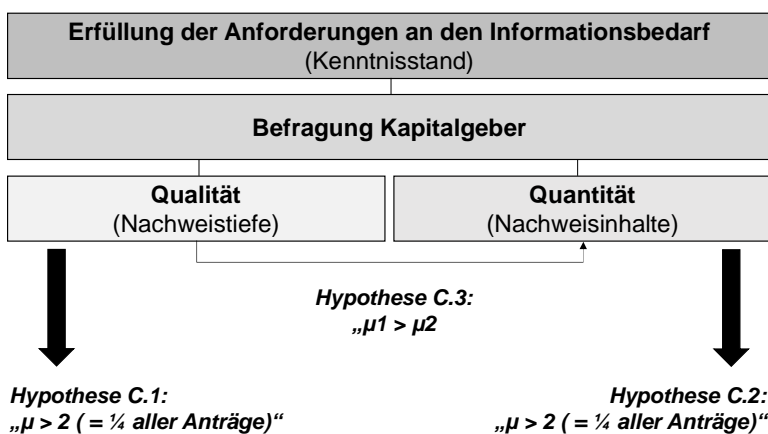 Erfüllung der Anforderungen an den Informationsbedarf
(Kenntnisstand)
Befragung Kapitalgeber
Qualität
(Nachweistiefe)
Quantität
(Nachweisinhalte)
Hypothese C.3:
„µ1 > µ2
Hypothese C.1:
„µ > 2 ( = ¼ aller Anträge)“
Hypothese C.2:
„µ > 2 ( = ¼ aller Anträge)“